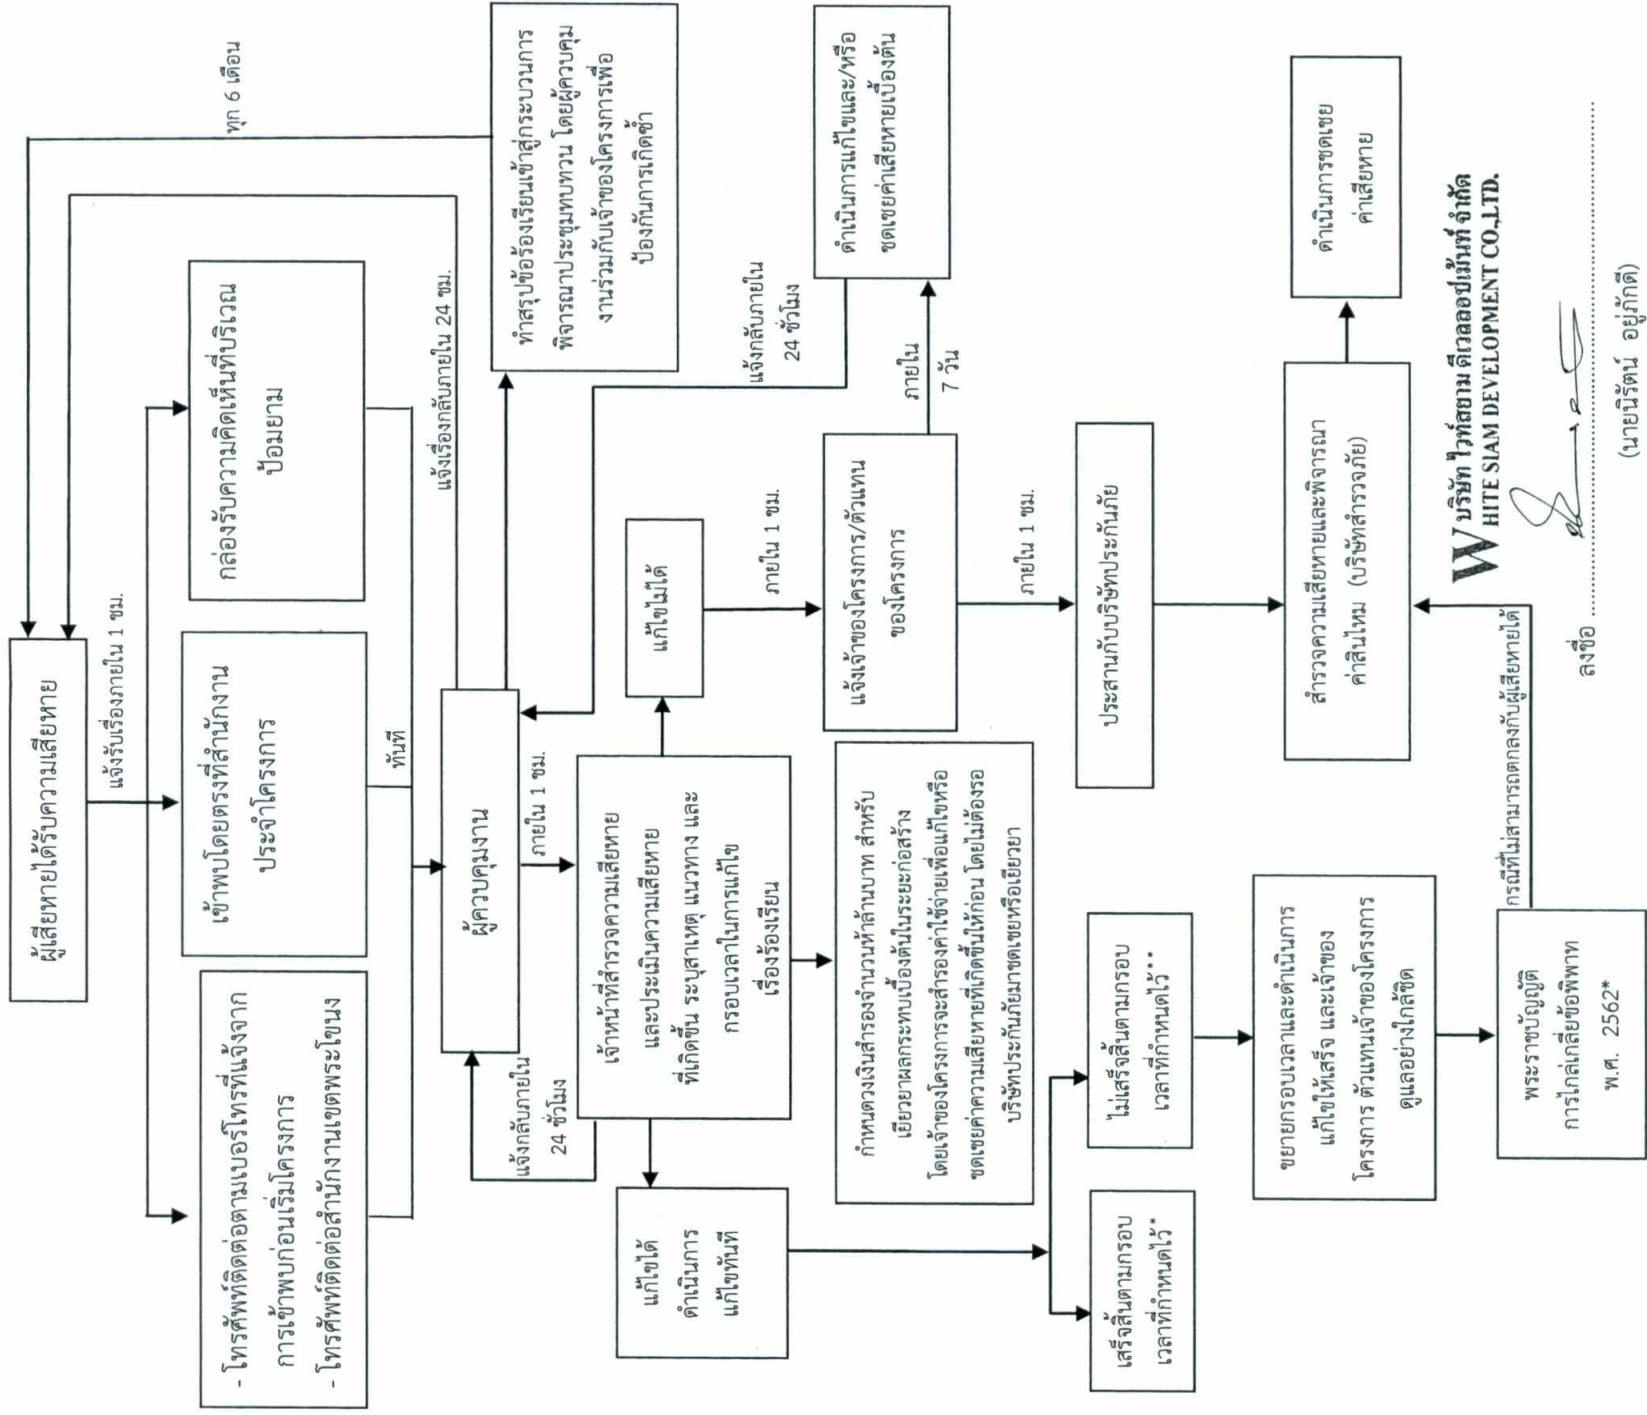 ผู้เสียหายได้รับความเสียหาย
แจ้งรับเรื่องภายใน 1 ชม.
ทุก 6 เดือน
- โทรศัพท์ติดต่อตามเบอร์โทรที่แจ้งจาก
การเข้าพบก่อนเริ่มโครงการ
- โทรศัพท์ติดต่อสำนักงานเขตพระโขนง
เข้าพบโดยตรงที่สำนักงาน
ประจำโครงการ
กล่องรับความคิดเห็นที่บริเวณ
ป้อมยาม
ทันที
แจ้งเรื่องกลับภายใน 24 ชม.
ผู้ควบคุมงาน
ทำสรุปข้อร้องเรียนเข้าสู่กระบวนการ
พิจารณาประชุมทบทวน โดยผู้ควบคุม
งานร่วมกับเจ้าของโครงการเพื่อ
ป้องกันการเกิดซ้ำ
แจ้งกลับภายใน
24 ชั่วโมง
ภายใน 1 ชม.
เจ้าหน้าที่สำรวจความเสียหาย
และประเมินความเสียหาย
ที่เกิดขึ้น ระบุสาเหตุ แนวทาง และ
กรอบเวลาในการแก้ไข
เรื่องร้องเรียน
แก้ไขไม่ได้
แจ้งกลับภายใน
24 ชั่วโมง
แก้ไขได้
ดำเนินการ
แก้ไขทันที
ภายใน 1 ชม.
กำหนดวงเงินสำรองจำนวนห้าล้านบาท สำหรับ
เยียวยาผลกระทบเบื้องต้นในระยะก่อสร้าง
โดยเจ้าของโครงการจะสำรองค่าใช้จ่ายเพื่อแก้ไขหรือ
ชดเชยค่าความเสียหายที่เกิดขึ้นให้ก่อน โดยไม่ต้องรอ
บริษัทประกันภัยมาชดเชยหรือเยียวยา
แจ้งเจ้าของโครงการ/ตัวแทน
ของโครงการ
ภายใน
7 วัน
ดำเนินการแก้ไขและ/หรือ
ชดเชยค่าเสียหายเบื้องต้น
ภายใน 1 ชม.
เสร็จสิ้นตามกรอบ
เวลาที่กำหนดไว้*
ไม่เสร็จสิ้นตามกรอบ
เวลาที่กำหนดไว้**
ประสานกับบริษัทประกันภัย
ขยายกรอบเวลาและดำเนินการ
แก้ไขให้เสร็จ และเจ้าของ
โครงการ ตัวแทนเจ้าของโครงการ
ดูแลอย่างใกล้ชิด
สำรวจความเสียหายและพิจารณา
ค่าสินไหม (บริษัทสำรวจภัย)
ดำเนินการชดเชย
ค่าเสียหาย
พระราชบัญญัติ
การไกล่เกลี่ยข้อพิพาท
พ.ศ. 2562*
กรณีที่ไม่สามารถตกลงกับผู้เสียหายได้
บริษัท ไวท์สยาม ดีเวลลอปเม้นท์ จำกัด
WHITE SIAM DEVELOPMENT CO.,LTD.
ลงชื่อ
(นายนิรัตน์ อยู่ภักดี)